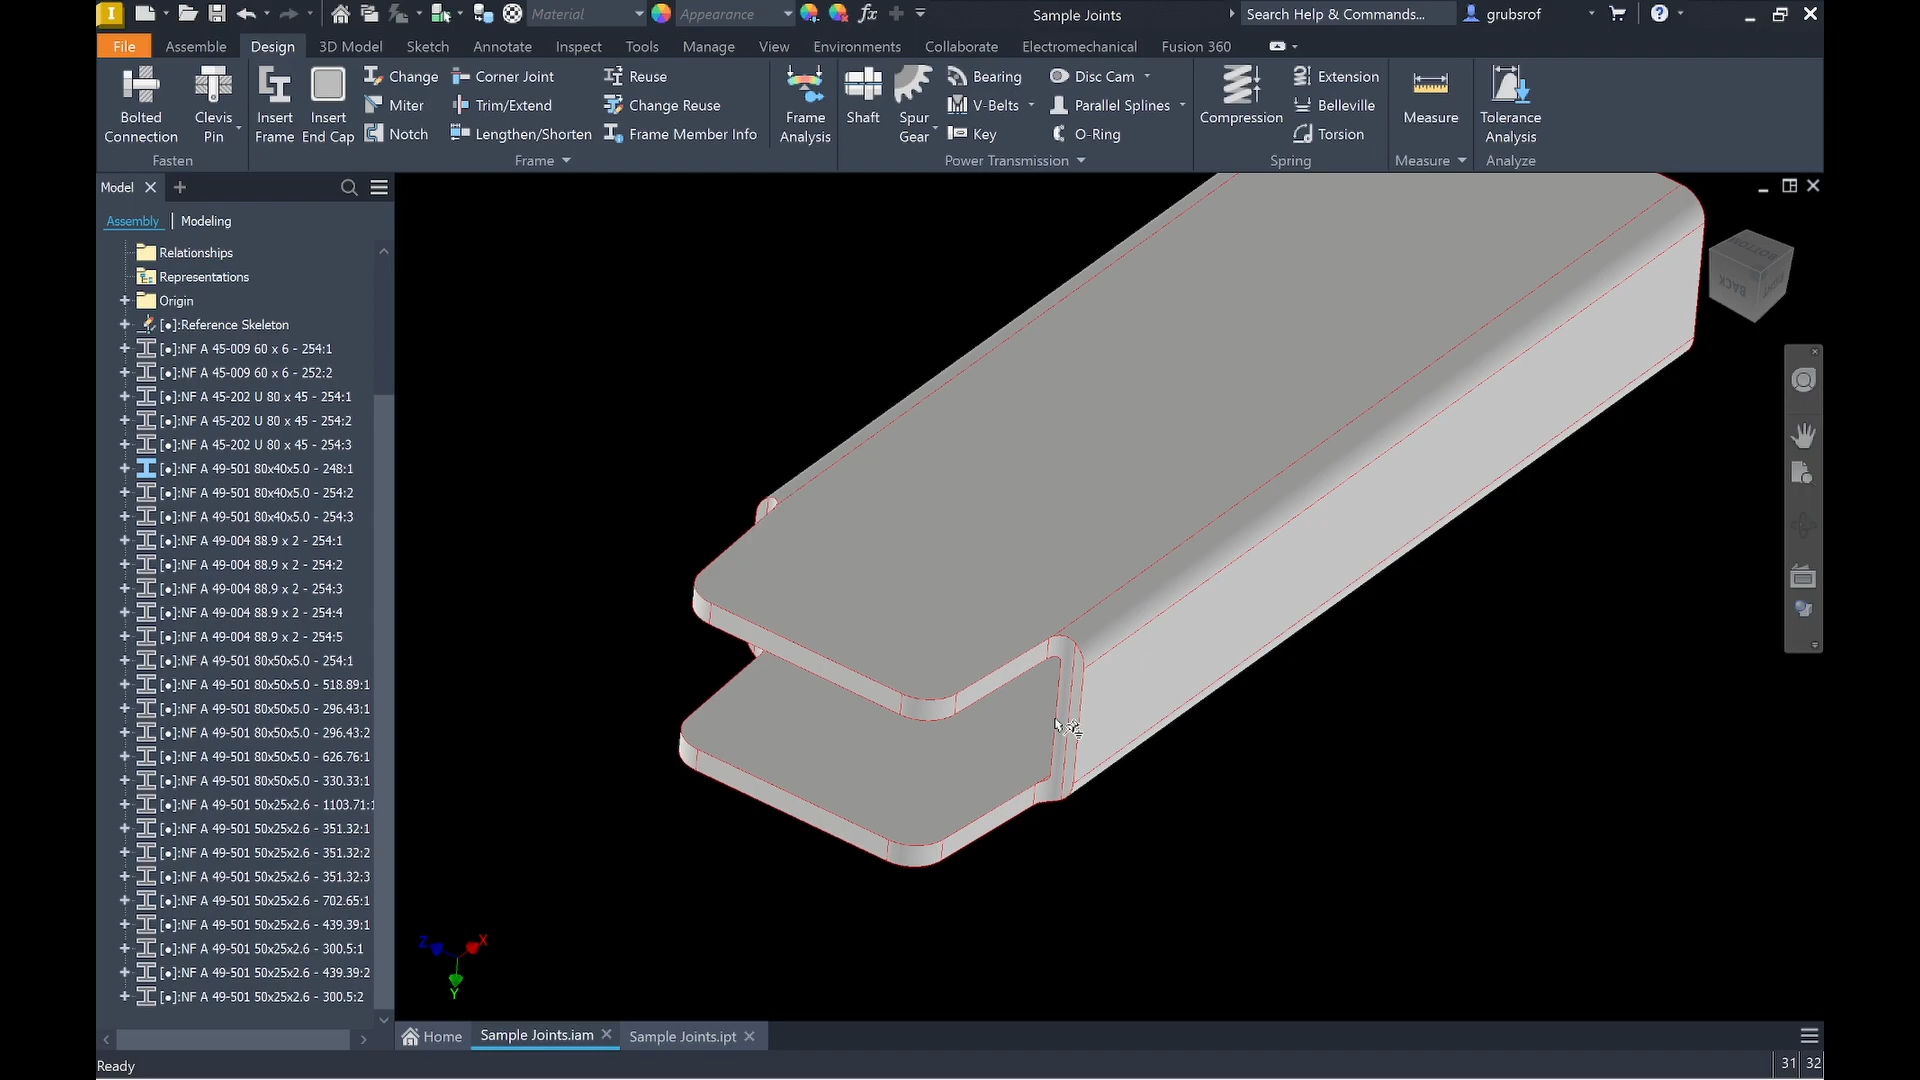 I
Material
Appearance
fx
Sample Joints
Search Help & Commands...
grubsrof
File
Assemble
Design
3D Model
Sketch
Annotate
Inspect
Tools
Manage
View
Environments
Collaborate
Electromechanical
Fusion 360
Bolted Connection
Clevis Pin
Fasten
Insert Frame
Insert End Cap
Change
Miter
Notch
Corner Joint
Trim/Extend
Lengthen/Shorten
Reuse
Change Reuse
Frame Member Info
Frame
Frame Analysis
Shaft
Spur Gear
Bearing
V-Belts
Key
Disc Cam
Parallel Splines
O-Ring
Power Transmission
Compression
Extension
Belleville
Torsion
Spring
Measure
Measure
Tolerance Analysis
Analyze
Model
Assembly | Modeling
Relationships
Representations
Origin
[●]:Reference Skeleton
[●]:NF A 45-009 60 x 6 - 254:1
[●]:NF A 45-009 60 x 6 - 252:2
[●]:NF A 45-202 U 80 x 45 - 254:1
[●]:NF A 45-202 U 80 x 45 - 254:2
[●]:NF A 45-202 U 80 x 45 - 254:3
[●]:NF A 49-501 80x40x5.0 - 248:1
[●]:NF A 49-501 80x40x5.0 - 254:2
[●]:NF A 49-501 80x40x5.0 - 254:3
[●]:NF A 49-004 88.9 x 2 - 254:1
[●]:NF A 49-004 88.9 x 2 - 254:2
[●]:NF A 49-004 88.9 x 2 - 254:3
[●]:NF A 49-004 88.9 x 2 - 254:4
[●]:NF A 49-004 88.9 x 2 - 254:5
[●]:NF A 49-501 80x50x5.0 - 254:1
[●]:NF A 49-501 80x50x5.0 - 518.89:1
[●]:NF A 49-501 80x50x5.0 - 296.43:1
[●]:NF A 49-501 80x50x5.0 - 296.43:2
[●]:NF A 49-501 80x50x5.0 - 626.76:1
[●]:NF A 49-501 80x50x5.0 - 330.33:1
[●]:NF A 49-501 50x25x2.6 - 1103.71:1
[●]:NF A 49-501 50x25x2.6 - 351.32:1
[●]:NF A 49-501 50x25x2.6 - 351.32:2
[●]:NF A 49-501 50x25x2.6 - 351.32:3
[●]:NF A 49-501 50x25x2.6 - 702.65:1
[●]:NF A 49-501 50x25x2.6 - 439.39:1
[●]:NF A 49-501 50x25x2.6 - 300.5:1
[●]:NF A 49-501 50x25x2.6 - 439.39:2
[●]:NF A 49-501 50x25x2.6 - 300.5:2
BOTTOM
BACK
Z
X
Y
Home
Sample Joints.iam
Sample Joints.ipt
Ready
31 32